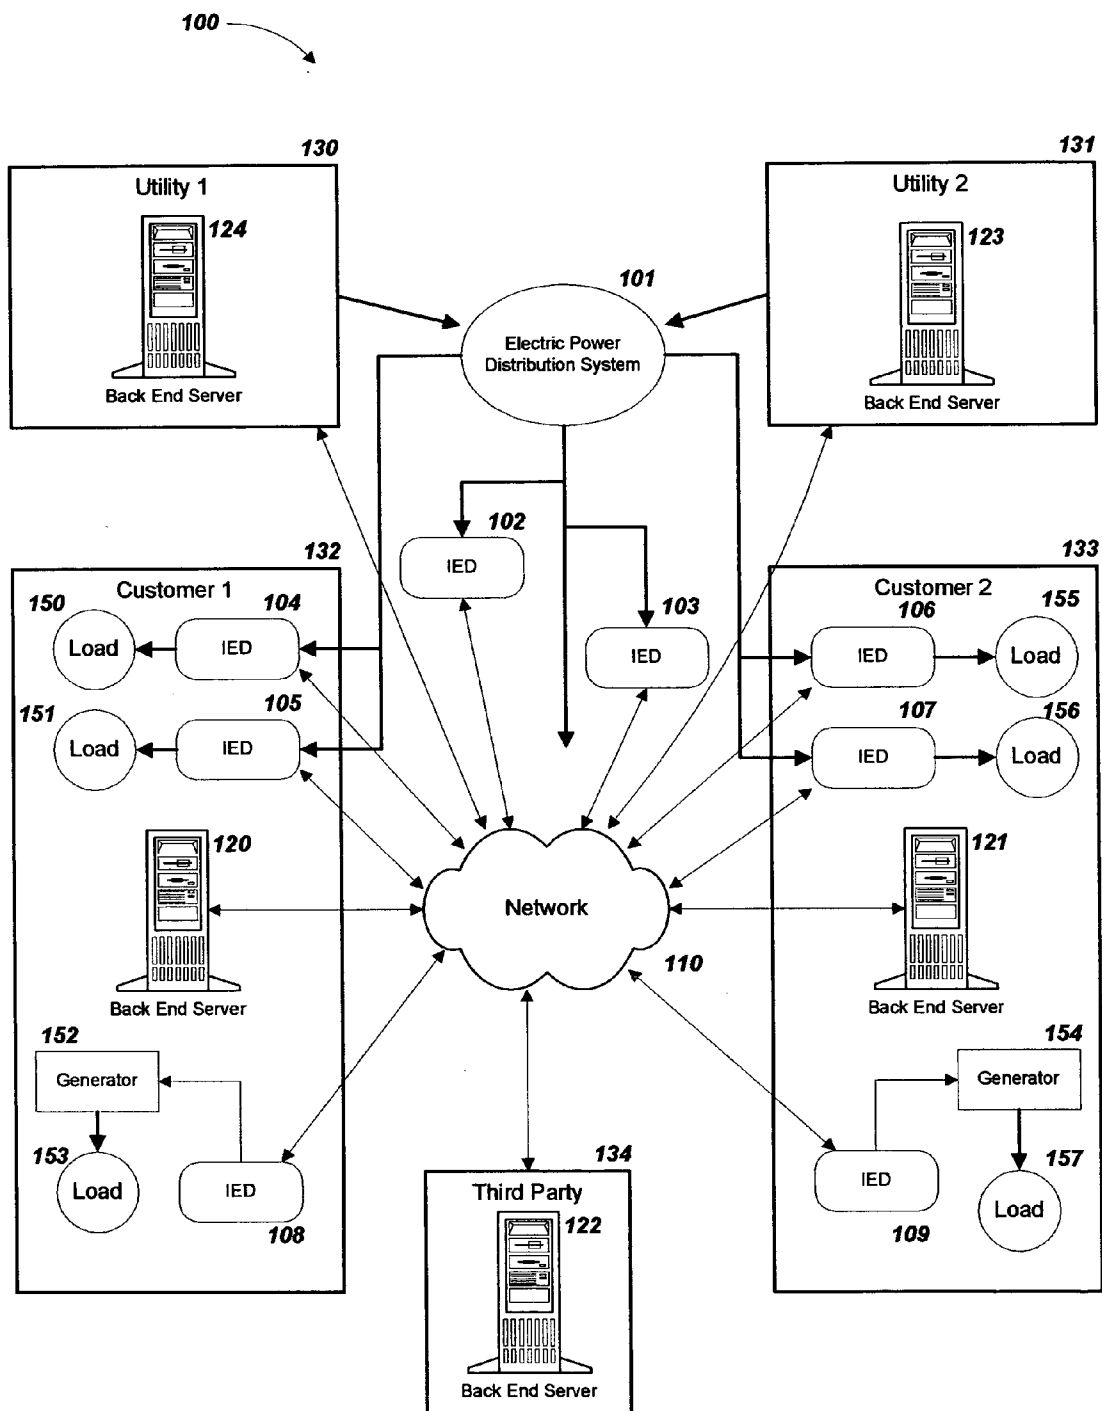 100
130
131
Utility 1
Utility 2
124
123
101
Electric Power
Distribution System
Back End Server
Back End Server
102
IED
132
133
Customer 1
Customer 2
150
104
103
106
155
Load
IED
IED
IED
Load
151
105
107
156
Load
IED
IED
Load
120
121
Network
110
Back End Server
Back End Server
152
154
Generator
Generator
153
134
157
Load
IED
Third Party
IED
Load
108
122
109
Back End Server